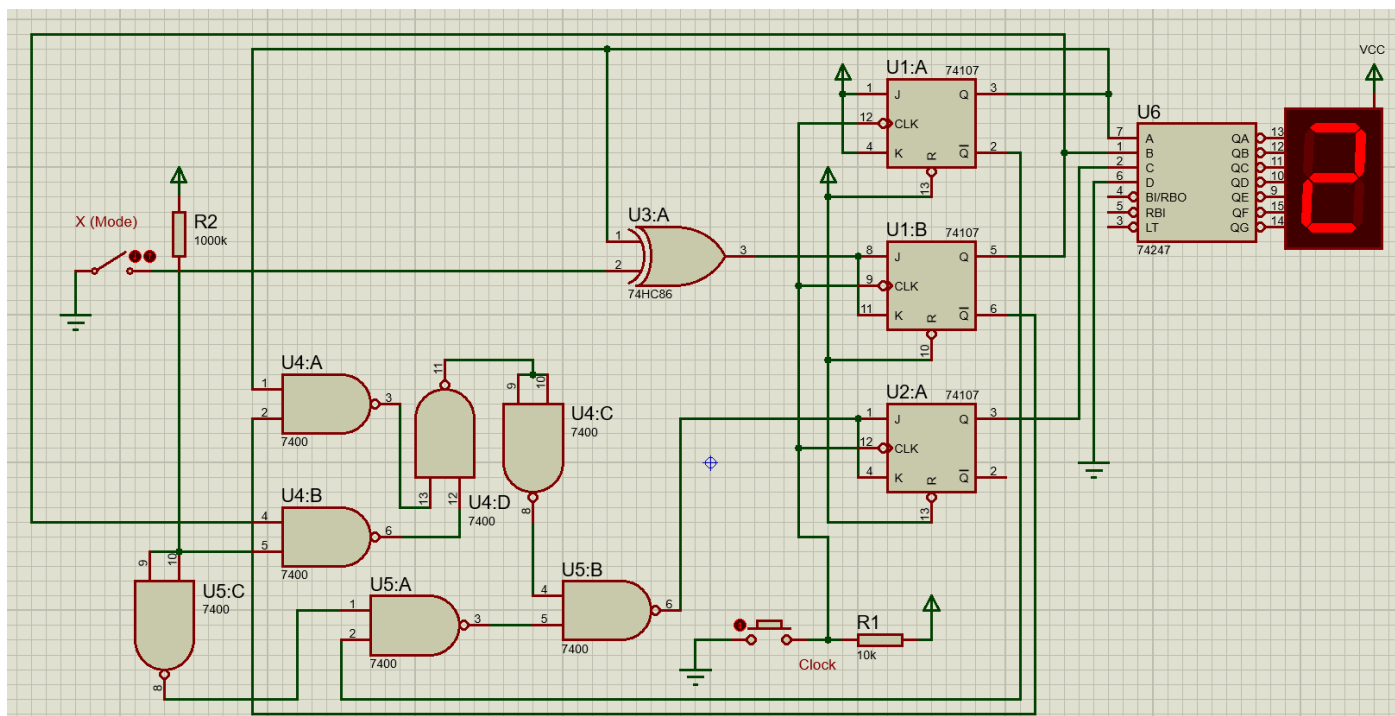 VCC
U1:A 74107
1 J Q 3
12 CLK
4 K Q 2
R
13
U6
7 A QA 13
1 B QB 12
2 C QC 11
6 D QD 10
4 BI/RBO QE 9
5 RBI QF 15
3 LT QG 14
74247
2
X (Mode)
R2
1000k
U3:A
1
2
3
74HC86
U1:B 74107
8 J Q 5
9 CLK
11 K Q 6
R
10
U4:A
1
2
3
7400
11
9 10
U4:C
7400
8
13 12
U4:D
7400
U2:A 74107
1 J Q 3
12 CLK
4 K Q 2
R
13
U4:B
4
5
6
7400
9 10
U5:C
7400
8
U5:A
1
2
3
7400
U5:B
4
5
6
7400
Clock
R1
10k